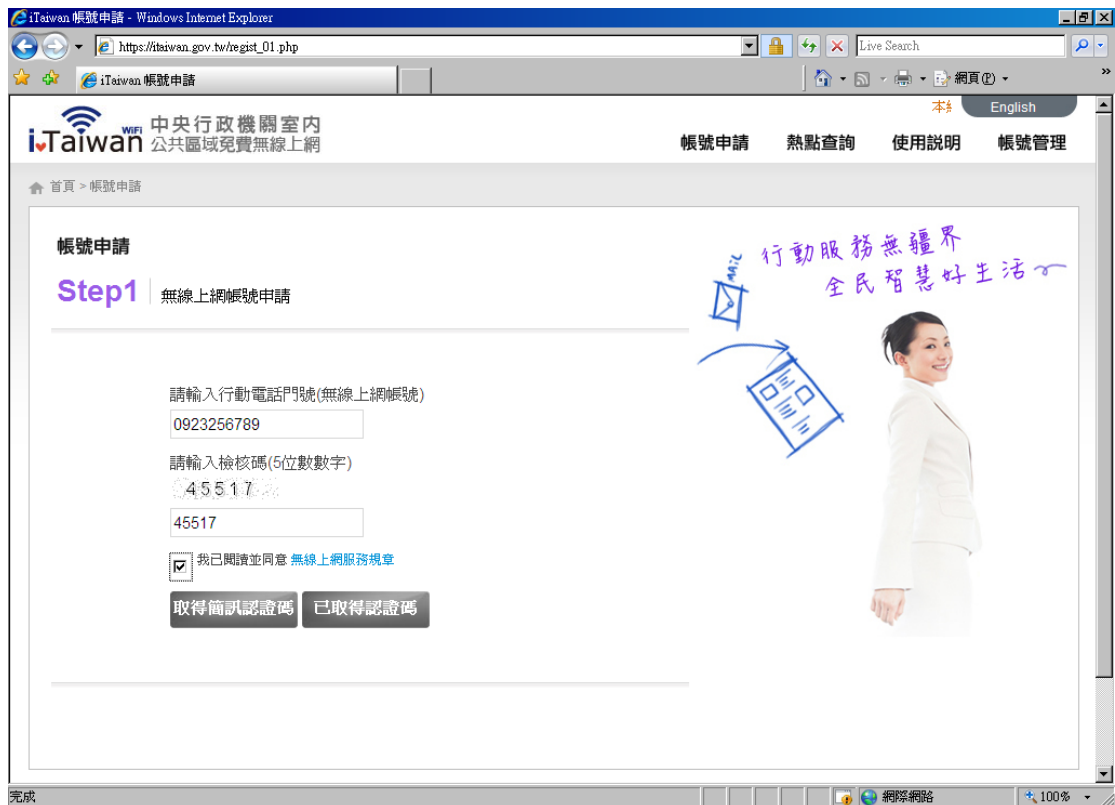 iTaiwan 帳號申請 - Windows Internet Explorer
https://itaiwan.gov.tw/regist_01.php
Live Search
iTaiwan 帳號申請
網頁(P)
English
i Taiwan WiFi
中央行政機關室內
公共區域免費無線上網
帳號申請 熱點查詢 使用說明 帳號管理
首頁 > 帳號申請
帳號申請
Step1 無線上網帳號申請
MAIL
行動服務無疆界
全民智慧好生活
請輸入行動電話門號(無線上網帳號)
0923256789
請輸入檢核碼(5位數數字)
45517
45517
我已閱讀並同意 無線上網服務規章
取得簡訊認證碼 已取得認證碼
完成
網際網路
100%